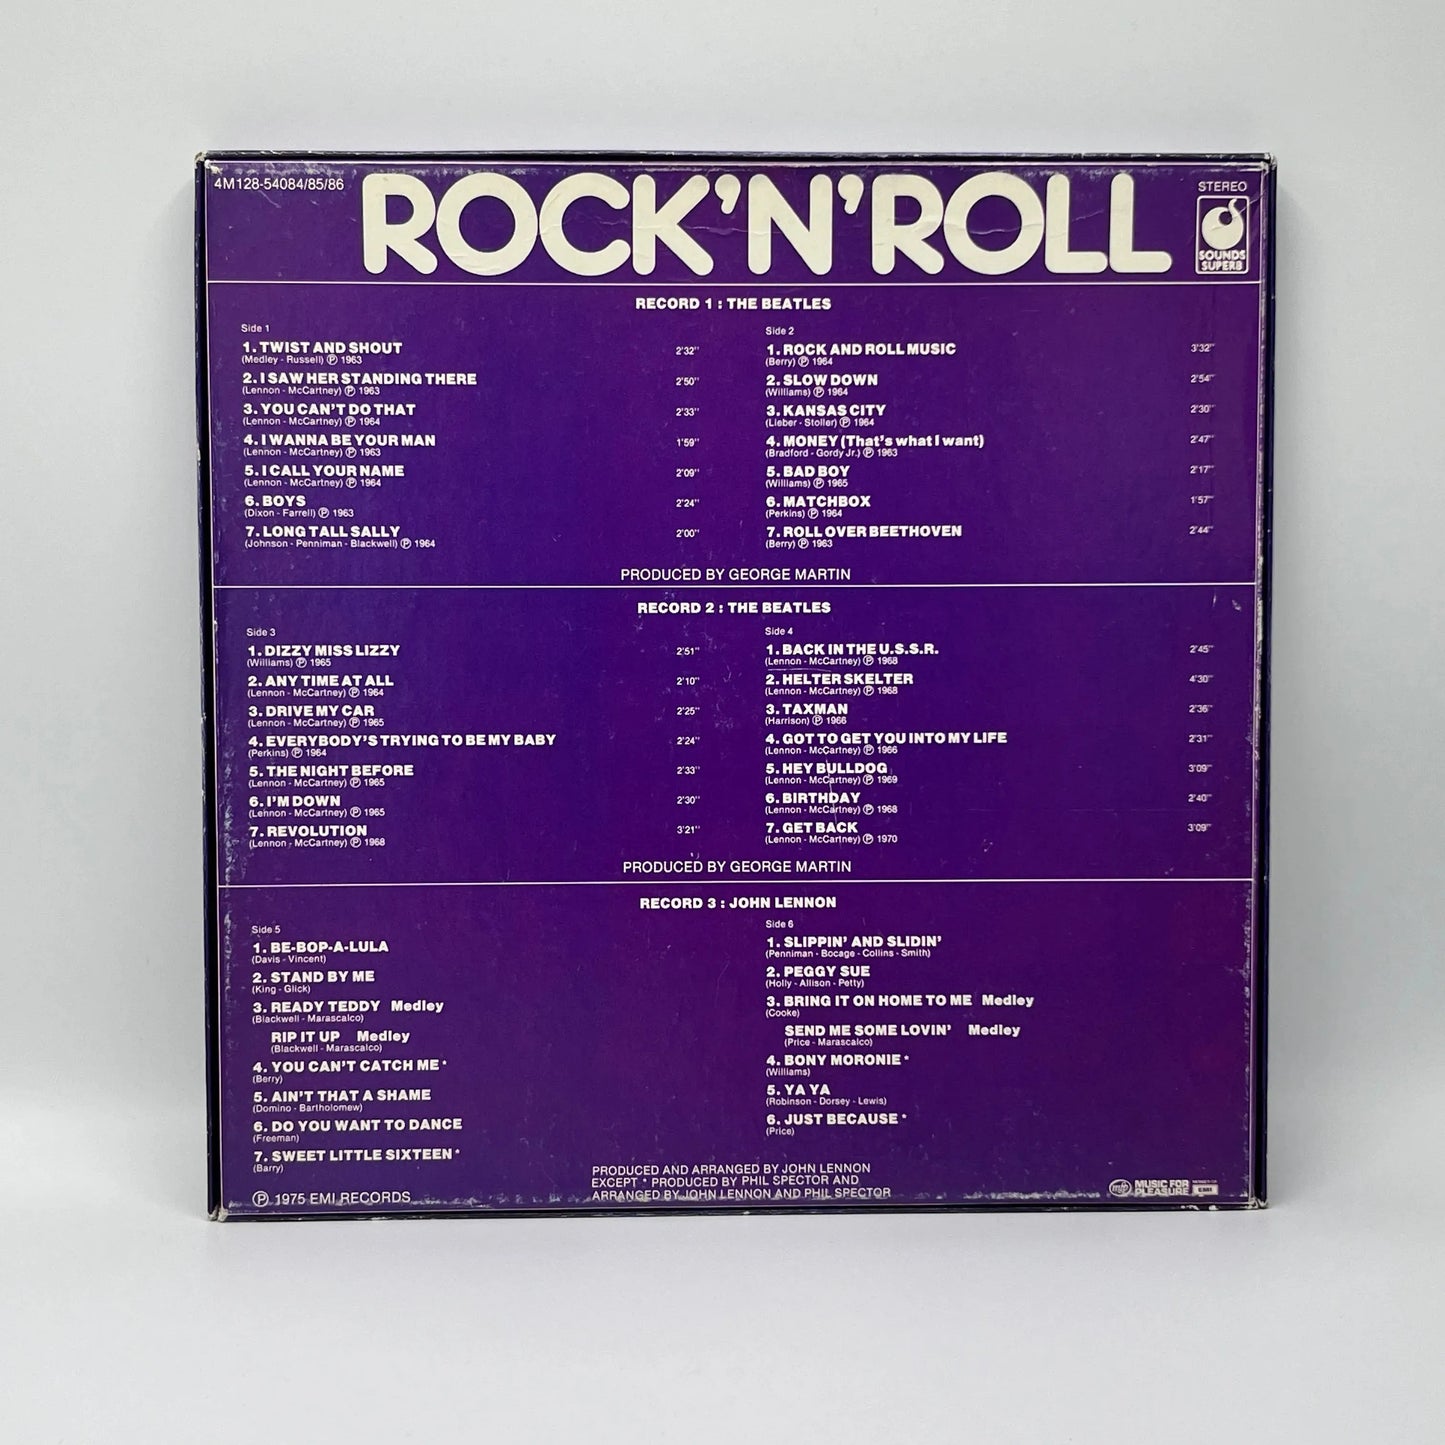 4M128-54084/85/86
ROCK'N'ROLL
STEREO
SOUNDS
SUPERB
RECORD 1 : THE BEATLES
Side 1
1. TWIST AND SHOUT 2'32''
(Medley - Russell) Ⓟ 1963
2. I SAW HER STANDING THERE 2'50''
(Lennon - McCartney) Ⓟ 1963
3. YOU CAN'T DO THAT 2'33''
(Lennon - McCartney) Ⓟ 1964
4. I WANNA BE YOUR MAN 1'59''
(Lennon - McCartney) Ⓟ 1963
5. I CALL YOUR NAME 2'09''
(Lennon - McCartney) Ⓟ 1964
6. BOYS 2'24''
(Dixon - Farrell) Ⓟ 1963
7. LONG TALL SALLY 2'00''
(Johnson - Penniman - Blackwell) Ⓟ 1964
Side 2
1. ROCK AND ROLL MUSIC 3'32''
(Berry) Ⓟ 1964
2. SLOW DOWN 2'54''
(Williams) Ⓟ 1964
3. KANSAS CITY 2'30''
(Lieber - Stoller) Ⓟ 1964
4. MONEY (That's what I want) 2'47''
(Bradford - Gordy Jr.) Ⓟ 1963
5. BAD BOY 2'17''
(Williams) Ⓟ 1965
6. MATCHBOX 1'57''
(Perkins) Ⓟ 1964
7. ROLL OVER BEETHOVEN 2'44''
(Berry) Ⓟ 1963
PRODUCED BY GEORGE MARTIN
RECORD 2 : THE BEATLES
Side 3
1. DIZZY MISS LIZZY 2'51''
(Williams) Ⓟ 1965
2. ANY TIME AT ALL 2'10''
(Lennon - McCartney) Ⓟ 1964
3. DRIVE MY CAR 2'25''
(Lennon - McCartney) Ⓟ 1965
4. EVERYBODY'S TRYING TO BE MY BABY 2'24''
(Perkins) Ⓟ 1964
5. THE NIGHT BEFORE 2'33''
(Lennon - McCartney) Ⓟ 1965
6. I'M DOWN 2'30''
(Lennon - McCartney) Ⓟ 1965
7. REVOLUTION 3'21''
(Lennon - McCartney) Ⓟ 1968
Side 4
1. BACK IN THE U.S.S.R. 2'45''
(Lennon - McCartney) Ⓟ 1968
2. HELTER SKELTER 4'30''
(Lennon - McCartney) Ⓟ 1968
3. TAXMAN 2'36''
(Harrison) Ⓟ 1966
4. GOT TO GET YOU INTO MY LIFE 2'31''
(Lennon - McCartney) Ⓟ 1966
5. HEY BULLDOG 3'09''
(Lennon - McCartney) Ⓟ 1969
6. BIRTHDAY 2'40''
(Lennon - McCartney) Ⓟ 1968
7. GET BACK 3'09''
(Lennon - McCartney) Ⓟ 1970
PRODUCED BY GEORGE MARTIN
RECORD 3 : JOHN LENNON
Side 5
1. BE-BOP-A-LULA
(Davis - Vincent)
2. STAND BY ME
(King - Glick)
3. READY TEDDY Medley
(Blackwell - Marascalco)
RIP IT UP Medley
(Blackwell - Marascalco)
4. YOU CAN'T CATCH ME *
(Berry)
5. AIN'T THAT A SHAME
(Domino - Bartholomew)
6. DO YOU WANT TO DANCE
(Freeman)
7. SWEET LITTLE SIXTEEN *
(Barry)
Side 6
1. SLIPPIN' AND SLIDIN'
(Penniman - Bocage - Collins - Smith)
2. PEGGY SUE
(Holly - Allison - Petty)
3. BRING IT ON HOME TO ME Medley
(Cooke)
SEND ME SOME LOVIN' Medley
(Price - Marascalco)
4. BONY MORONIE *
(Williams)
5. YA YA
(Robinson - Dorsey - Lewis)
6. JUST BECAUSE *
(Price)
PRODUCED AND ARRANGED BY JOHN LENNON
EXCEPT * PRODUCED BY PHIL SPECTOR AND
ARRANGED BY JOHN LENNON AND PHIL SPECTOR
Ⓟ 1975 EMI RECORDS
mfp MUSIC FOR
PLEASURE EMI